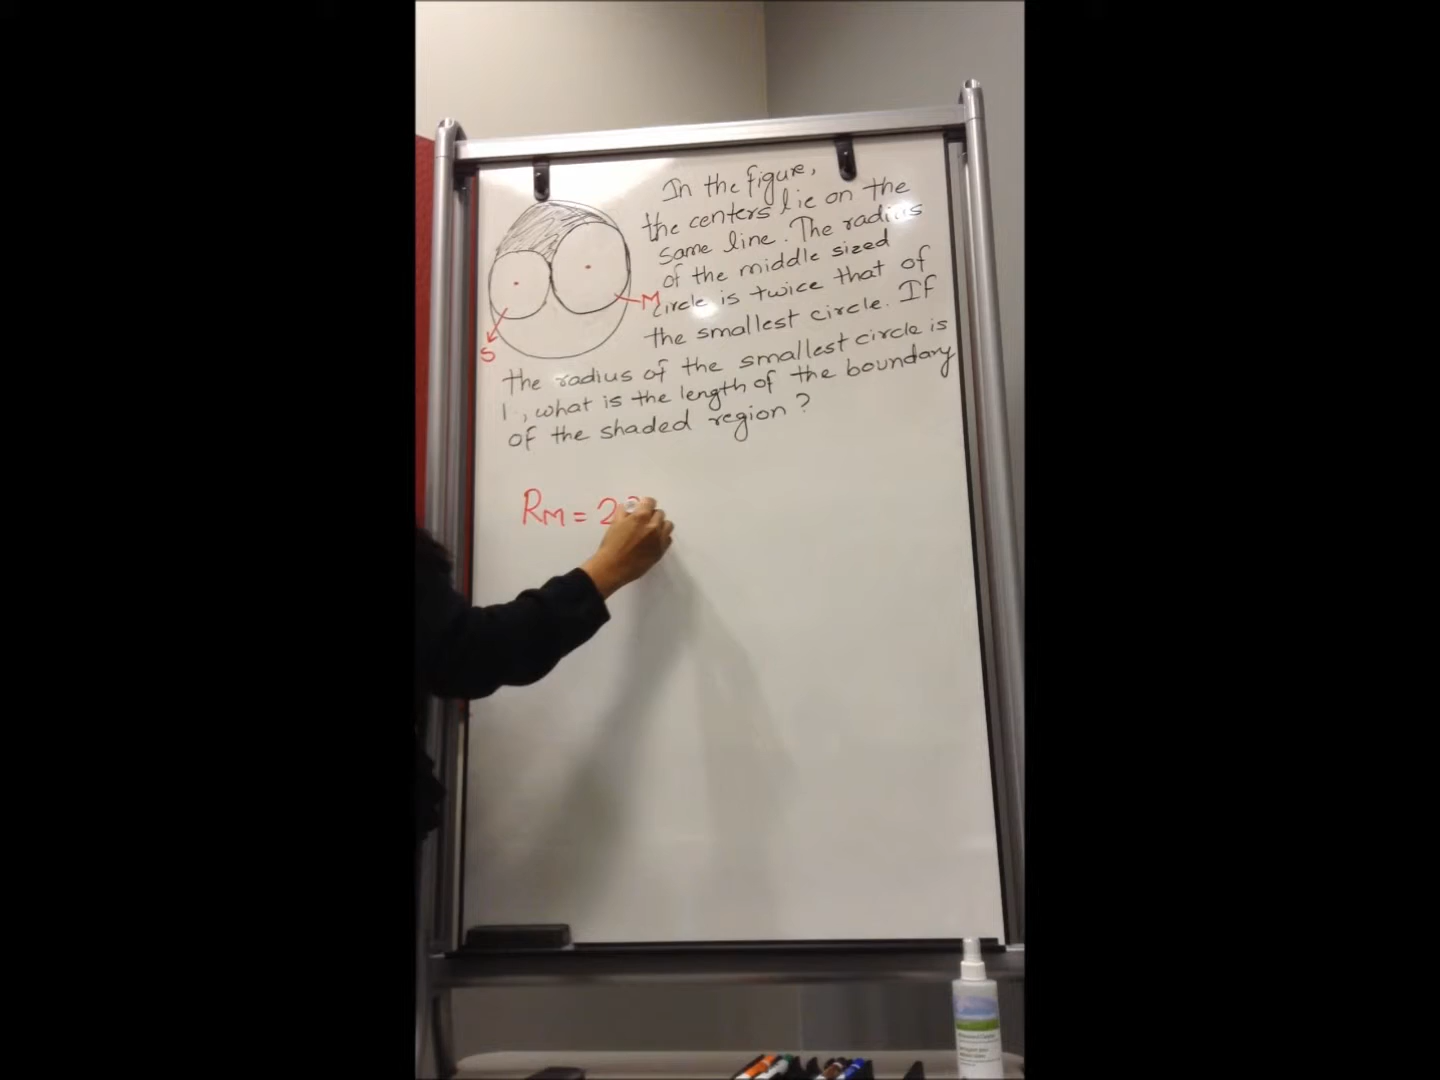 In the figure,
the centers lie on the
same line. The radius
of the middle sized
circle is twice that of
the smallest circle. If
the radius of the smallest circle is
1, what is the length of the boundary
of the shaded region?
M
S
RM = 2